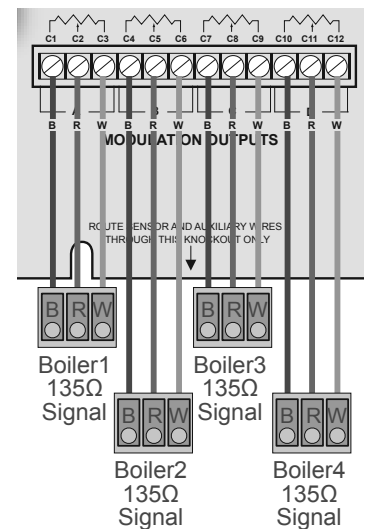 C1 C2 C3 C4 C5 C6 C7 C8 C9 C10 C11 C12
A B C D
B R W B R W B R W B R W
MODULATION OUTPUTS
ROUTE SENSOR AND AUXILIARY WIRES
THROUGH THIS KNOCKOUT ONLY
B R W B R W
Boiler1 Boiler3
135Ω 135Ω
Signal Signal
B R W B R W
Boiler2 Boiler4
135Ω 135Ω
Signal Signal